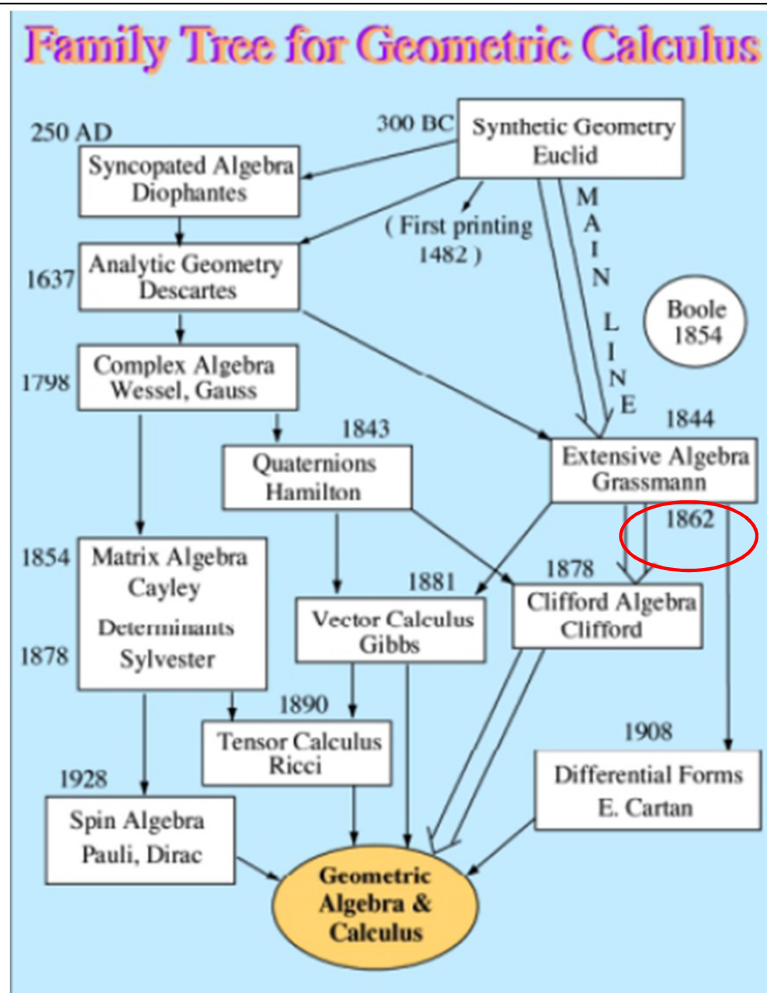 Family Tree for Geometric Calculus
300 BC
Synthetic Geometry
Euclid
250 AD
Syncopated Algebra
Diophantes
( First printing
1482 )
MAIN LINE
1637
Analytic Geometry
Descartes
Boole
1854
1798
Complex Algebra
Wessel, Gauss
1843
Quaternions
Hamilton
1844
Extensive Algebra
Grassmann
1862
1854
Matrix Algebra
Cayley
Determinants
1878
Sylvester
1881
Vector Calculus
Gibbs
1878
Clifford Algebra
Clifford
1890
Tensor Calculus
Ricci
1908
Differential Forms
E. Cartan
1928
Spin Algebra
Pauli, Dirac
Geometric
Algebra &
Calculus